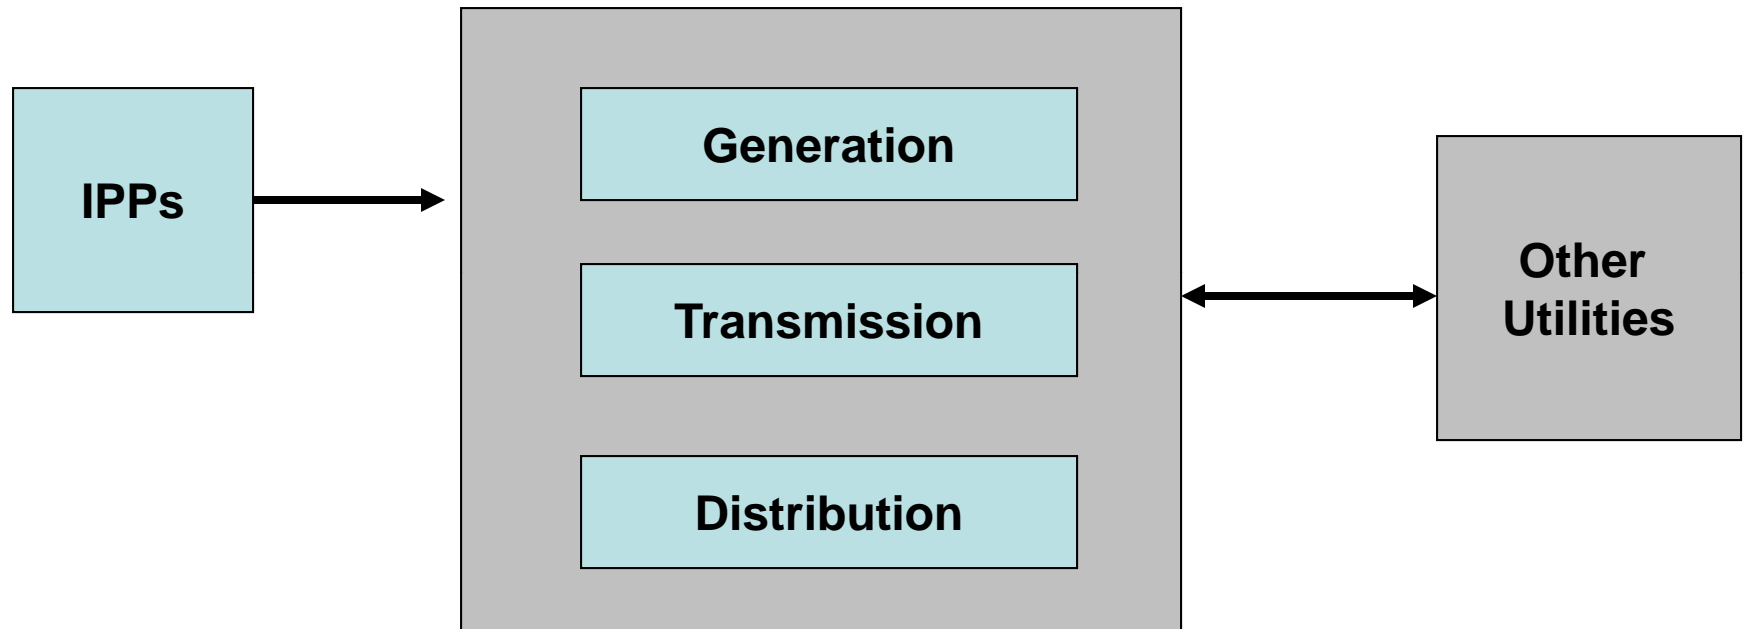 IPPs
Generation
Transmission
Distribution
Other
Utilities